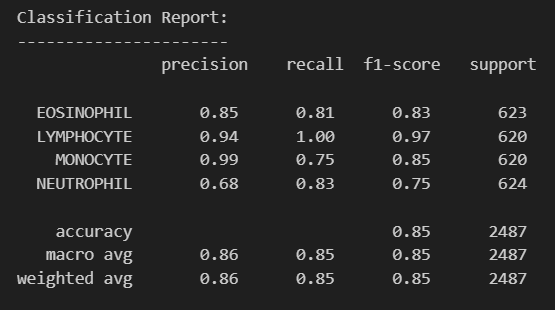 Classification Report:
----------------------
precision recall f1-score support
EOSINOPHIL 0.85 0.81 0.83 623
LYMPHOCYTE 0.94 1.00 0.97 620
MONOCYTE 0.99 0.75 0.85 620
NEUTROPHIL 0.68 0.83 0.75 624
accuracy 0.85 2487
macro avg 0.86 0.85 0.85 2487
weighted avg 0.86 0.85 0.85 2487